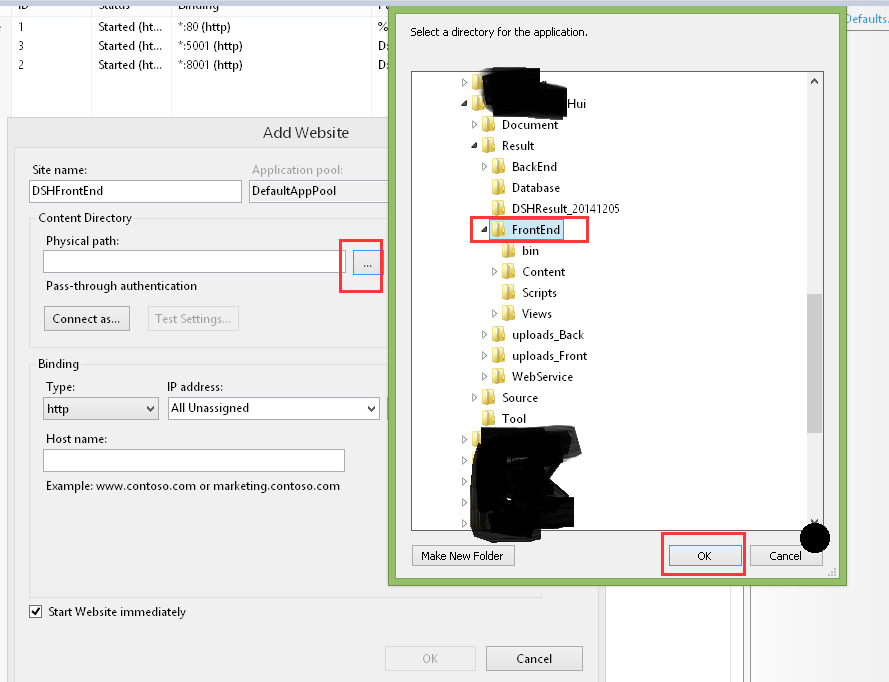 ID Status Binding
1 Started (ht... *:80 (http) %
3 Started (ht... *:5001 (http) D:
2 Started (ht... *:8001 (http) D:
Defaults.
Add Website
Site name:
Application pool:
DSHFrontEnd
DefaultAppPool
Content Directory
Physical path:
...
Pass-through authentication
Connect as...
Test Settings...
Binding
Type:
IP address:
http
All Unassigned
Host name:
Example: www.contoso.com or marketing.contoso.com
Start Website immediately
OK
Cancel
Select a directory for the application.
Hui
Document
Result
BackEnd
Database
DSHResult_20141205
FrontEnd
bin
Content
Scripts
Views
uploads_Back
uploads_Front
WebService
Source
Tool
Make New Folder
OK
Cancel